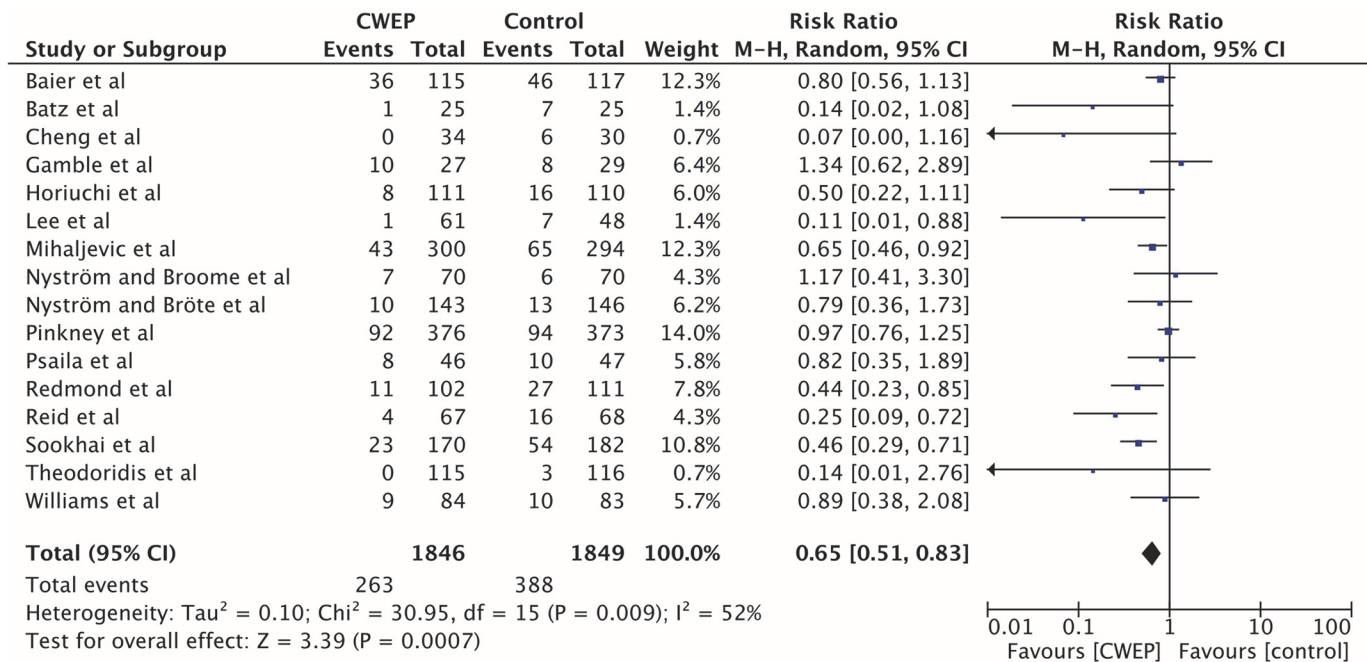 CWEP Control Risk Ratio Risk Ratio
Study or Subgroup Events Total Events Total Weight M-H, Random, 95% CI M-H, Random, 95% CI
Baier et al 36 115 46 117 12.3% 0.80 [0.56, 1.13]
Batz et al 1 25 7 25 1.4% 0.14 [0.02, 1.08]
Cheng et al 0 34 6 30 0.7% 0.07 [0.00, 1.16]
Gamble et al 10 27 8 29 6.4% 1.34 [0.62, 2.89]
Horiuchi et al 8 111 16 110 6.0% 0.50 [0.22, 1.11]
Lee et al 1 61 7 48 1.4% 0.11 [0.01, 0.88]
Mihaljevic et al 43 300 65 294 12.3% 0.65 [0.46, 0.92]
Nyström and Broome et al 7 70 6 70 4.3% 1.17 [0.41, 3.30]
Nyström and Bröte et al 10 143 13 146 6.2% 0.79 [0.36, 1.73]
Pinkney et al 92 376 94 373 14.0% 0.97 [0.76, 1.25]
Psaila et al 8 46 10 47 5.8% 0.82 [0.35, 1.89]
Redmond et al 11 102 27 111 7.8% 0.44 [0.23, 0.85]
Reid et al 4 67 16 68 4.3% 0.25 [0.09, 0.72]
Sookhai et al 23 170 54 182 10.8% 0.46 [0.29, 0.71]
Theodoridis et al 0 115 3 116 0.7% 0.14 [0.01, 2.76]
Williams et al 9 84 10 83 5.7% 0.89 [0.38, 2.08]
Total (95% CI) 1846 1849 100.0% 0.65 [0.51, 0.83]
Total events 263 388
Heterogeneity: Tau² = 0.10; Chi² = 30.95, df = 15 (P = 0.009); I² = 52%
Test for overall effect: Z = 3.39 (P = 0.0007)
0.01 0.1 1 10 100
Favours [CWEP] Favours [control]